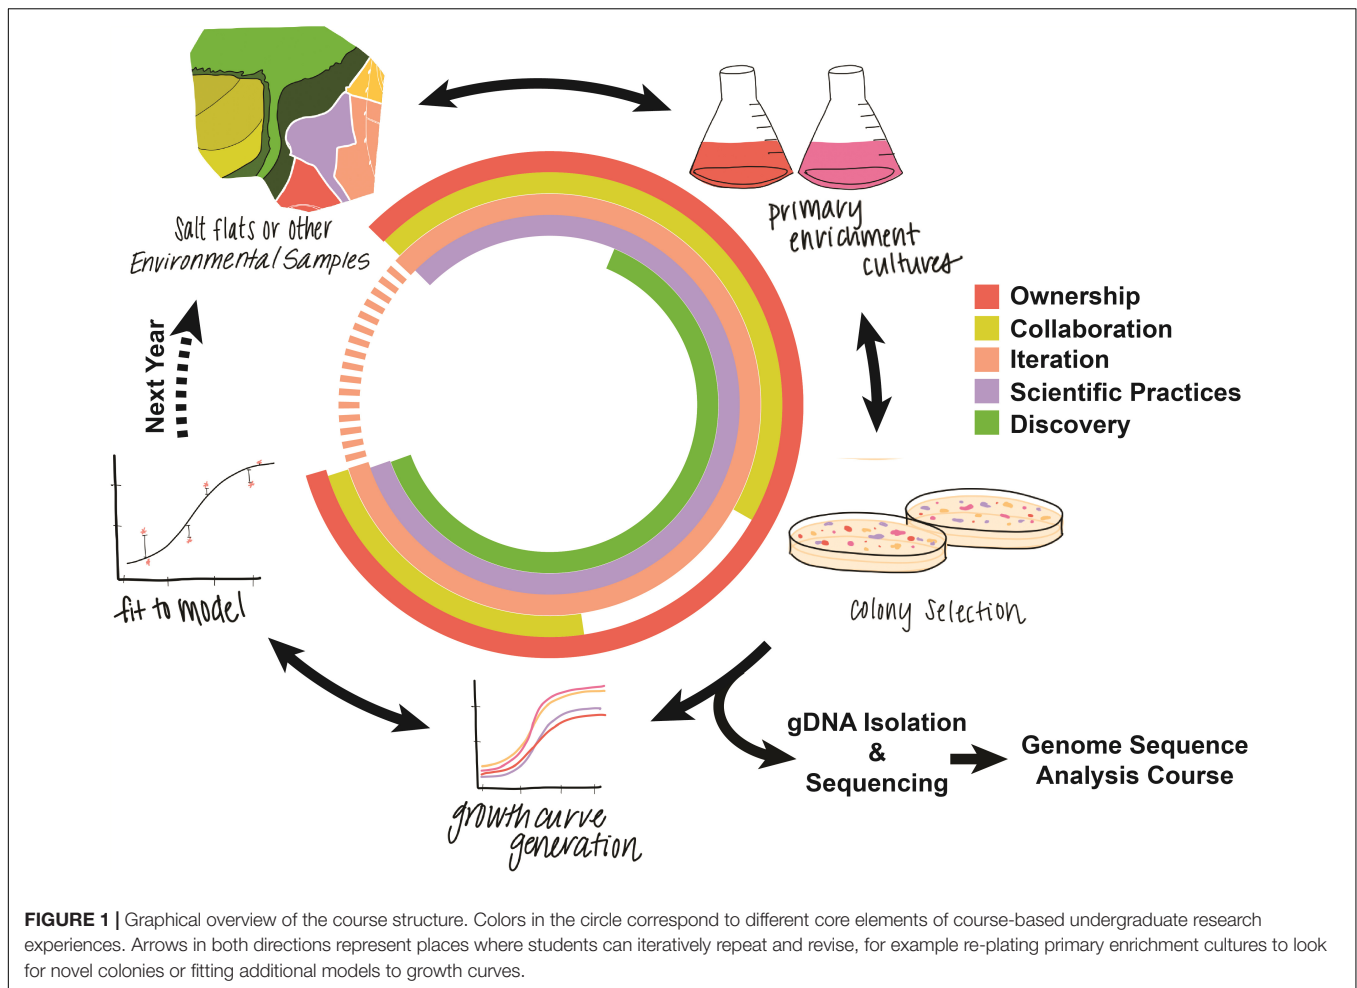 Salt flats or other
Environmental Samples
primary
enrichment
cultures
Ownership
Collaboration
Iteration
Scientific Practices
Discovery
Next Year
fit to model
colony selection
growth curve
generation
gDNA Isolation
&
Sequencing
Genome Sequence
Analysis Course
FIGURE 1 | Graphical overview of the course structure. Colors in the circle correspond to different core elements of course-based undergraduate research
experiences. Arrows in both directions represent places where students can iteratively repeat and revise, for example re-plating primary enrichment cultures to look
for novel colonies or fitting additional models to growth curves.